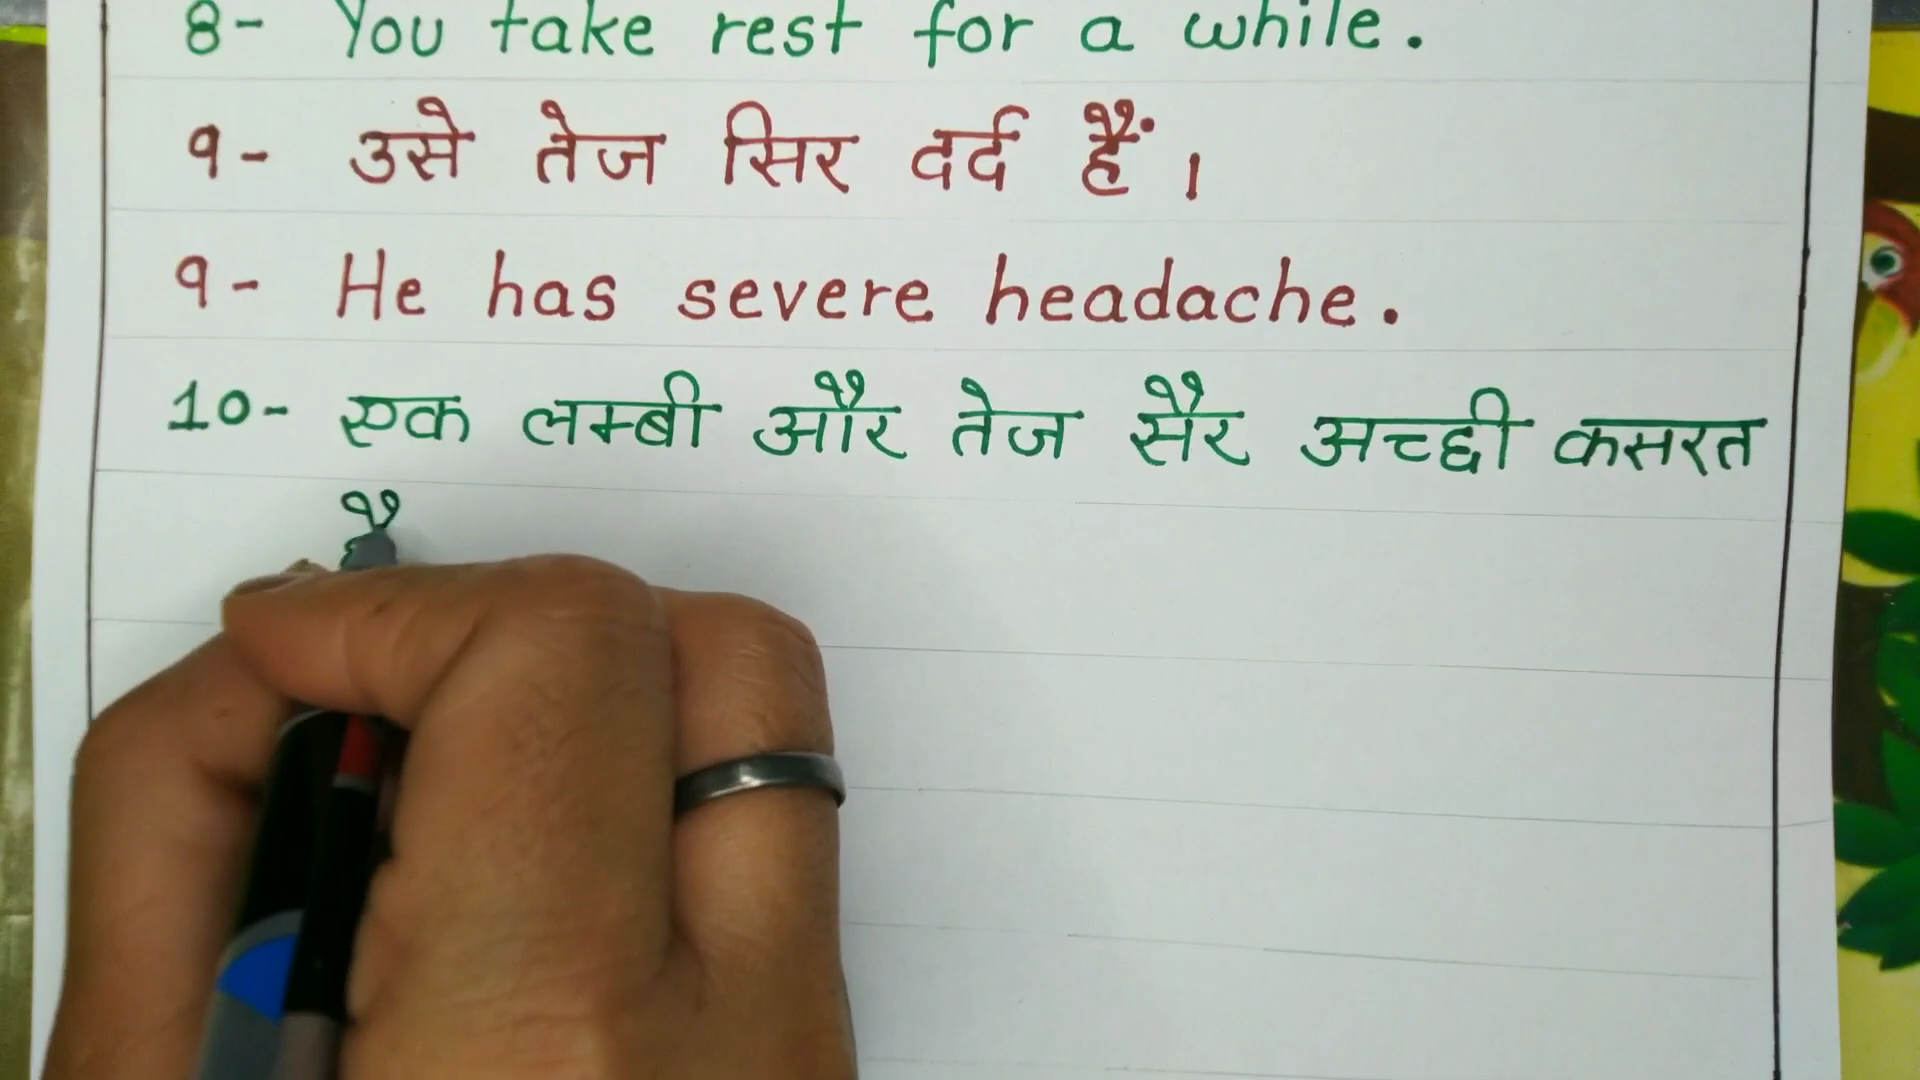 8- You take rest for a while.
9- उसे तेज सिर दर्द हैं ।
9- He has severe headache.
10- एक लम्बी और तेज सैर अच्छी कसरत